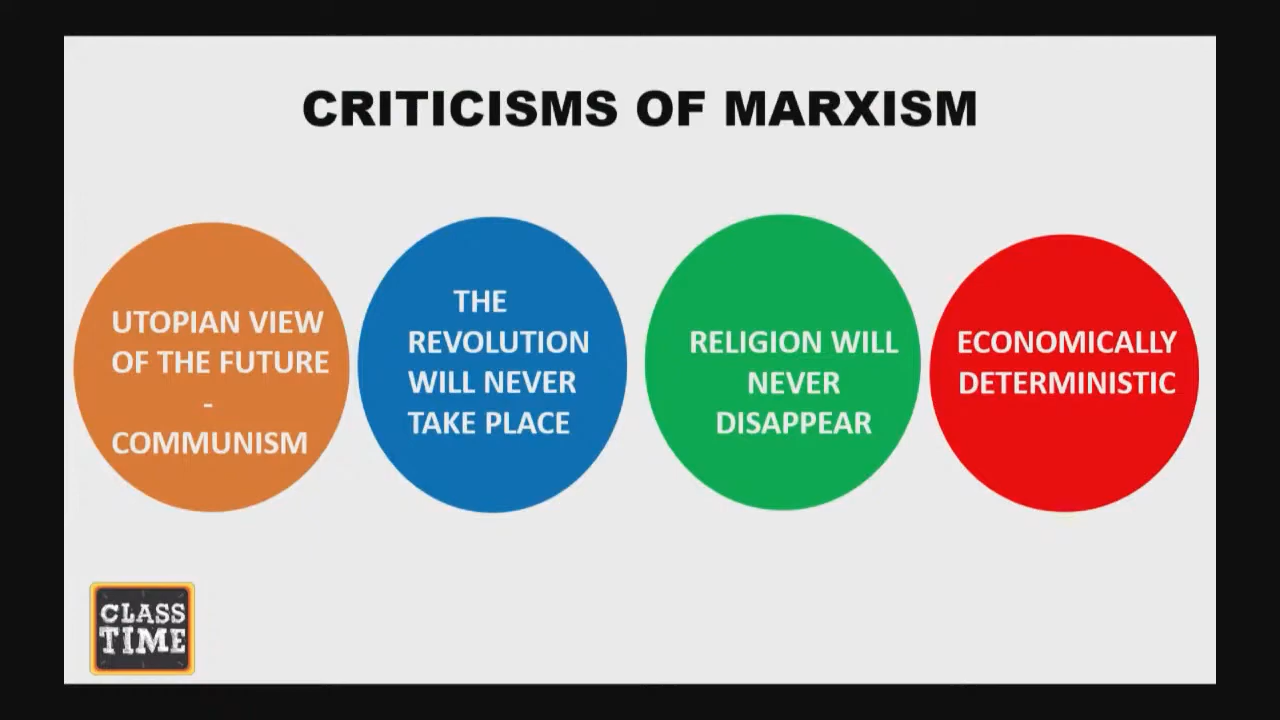 CRITICISMS OF MARXISM
UTOPIAN VIEW
OF THE FUTURE
-
COMMUNISM
THE
REVOLUTION
WILL NEVER
TAKE PLACE
RELIGION WILL
NEVER
DISAPPEAR
ECONOMICALLY
DETERMINISTIC
CLASS
TIME